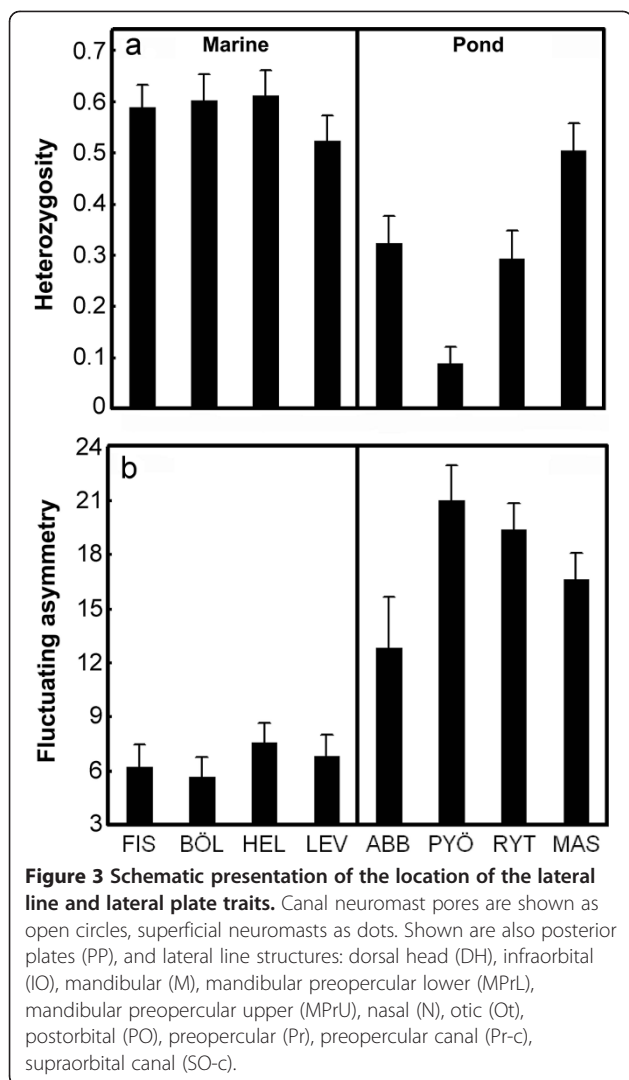 a
Marine
Pond
0.7
0.6
0.5
0.4
0.3
0.2
0.1
0
Heterozygosity
b
24
21
18
15
12
9
6
3
Fluctuating asymmetry
FIS BÖL HEL LEV ABB PYÖ RYT MAS
Figure 3 Schematic presentation of the location of the lateral
line and lateral plate traits. Canal neuromast pores are shown as
open circles, superficial neuromasts as dots. Shown are also posterior
plates (PP), and lateral line structures: dorsal head (DH), infraorbital
(IO), mandibular (M), mandibular preopercular lower (MPrL),
mandibular preopercular upper (MPrU), nasal (N), otic (Ot),
postorbital (PO), preopercular (Pr), preopercular canal (Pr-c),
supraorbital canal (SO-c).